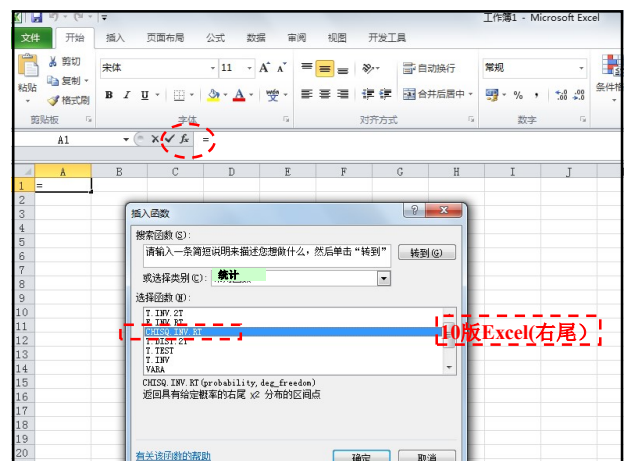 工作簿1 - Microsoft Exce
文件 开始 插入 页面布局 公式 数据 审阅 视图 开发工具
剪切
宋体 11 A A 自动换行 常规
复制
粘贴 B I U A 合并后居中 % , 条件格
格式刷
剪贴板 字体 对齐方式 数字
A1 fx =
A B C D E F G H I J
1 =
2
3
4
5
6
7
8
9
10
11
12
13
14
15
16
17
18
19
20
插入函数
搜索函数(S):
请输入一条简短说明来描述您想做什么，然后单击“转到” 转到(G)
或选择类别(C): 统计
选择函数(N):
T.INV.2T
F.INV.RT
CHISQ.INV.RT
T.DIST.2T
T.TEST
T.INV
VARA
10版Excel(右尾）
CHISQ.INV.RT(probability,deg_freedom)
返回具有给定概率的右尾 χ2 分布的区间点
有关该函数的帮助 确定 取消